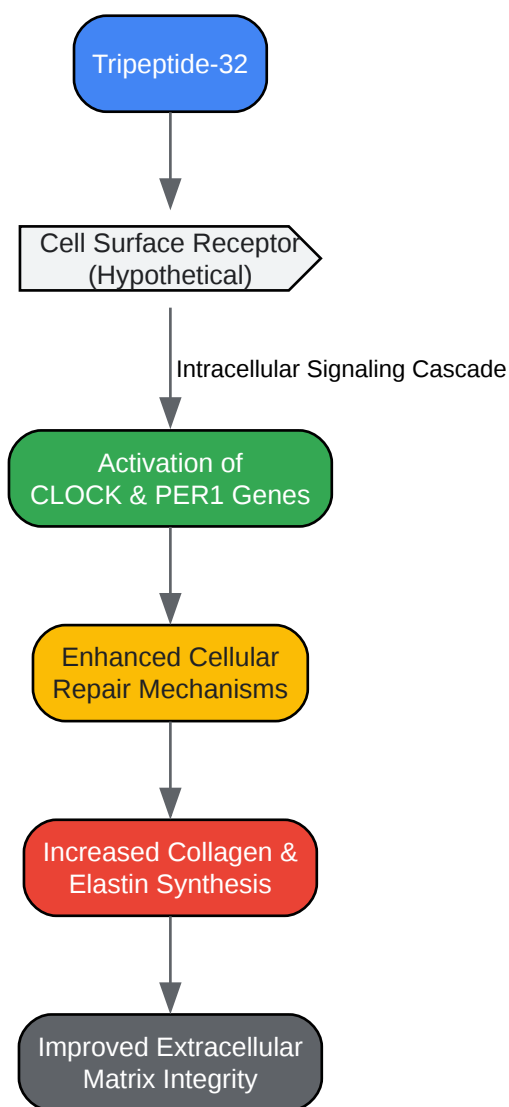 Tripeptide-32
Cell Surface Receptor
(Hypothetical)
Intracellular Signaling Cascade
Activation of
CLOCK & PER1 Genes
Enhanced Cellular
Repair Mechanisms
Increased Collagen &
Elastin Synthesis
Improved Extracellular
Matrix Integrity